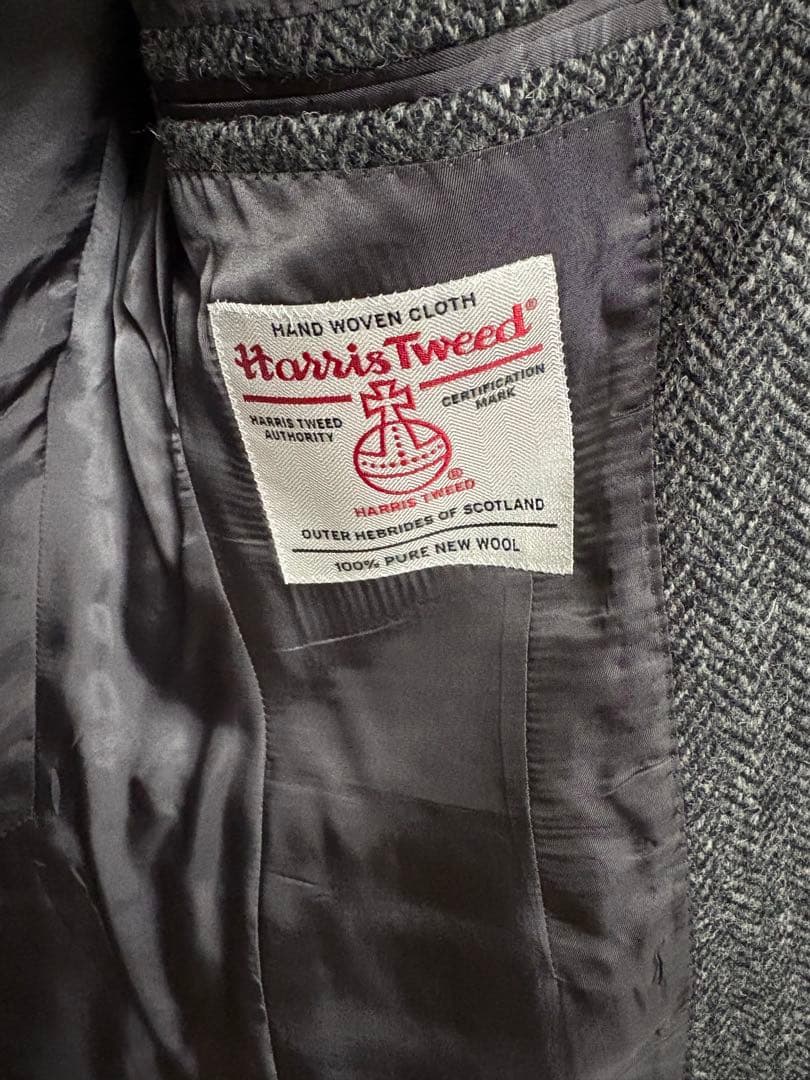 HAND WOVEN CLOTH
Harris Tweed®
HARRIS TWEED
AUTHORITY
CERTIFICATION
MARK
®
HARRIS TWEED
OUTER HEBRIDES OF SCOTLAND
100% PURE NEW WOOL